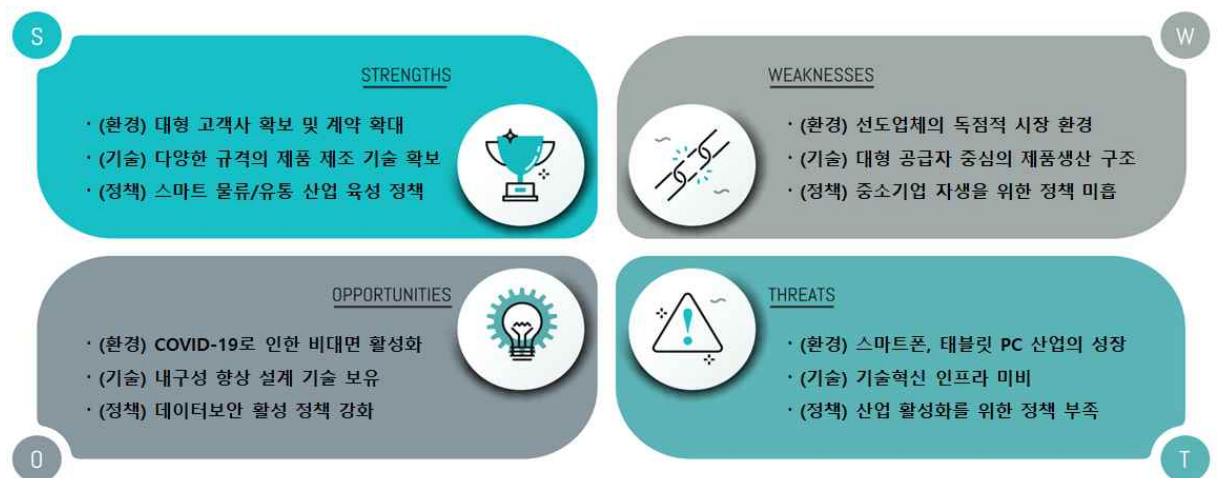 S
STRENGTHS
· (환경) 대형 고객사 확보 및 계약 확대
· (기술) 다양한 규격의 제품 제조 기술 확보
· (정책) 스마트 물류/유통 산업 육성 정책
W
WEAKNESSES
· (환경) 선도업체의 독점적 시장 환경
· (기술) 대형 공급자 중심의 제품생산 구조
· (정책) 중소기업 자생을 위한 정책 미흡
OPPORTUNITIES
· (환경) COVID-19로 인한 비대면 활성화
· (기술) 내구성 향상 설계 기술 보유
· (정책) 데이터보안 활성 정책 강화
O
THREATS
· (환경) 스마트폰, 태블릿 PC 산업의 성장
· (기술) 기술혁신 인프라 미비
· (정책) 산업 활성화를 위한 정책 부족
T